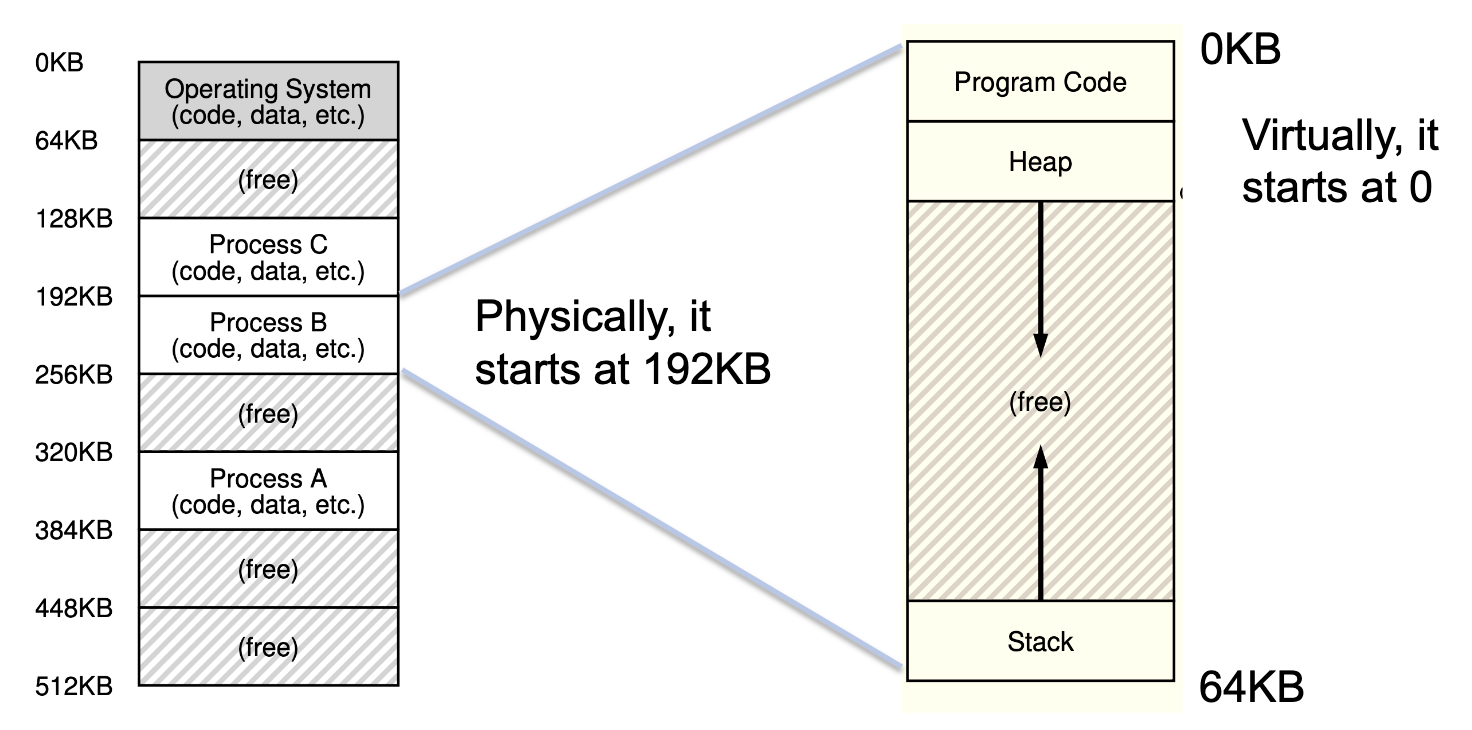 0KB
Operating System
(code, data, etc.)
64KB
(free)
128KB
Process C
(code, data, etc.)
192KB
Process B
(code, data, etc.)
256KB
(free)
320KB
Process A
(code, data, etc.)
384KB
(free)
448KB
(free)
512KB
Physically, it
starts at 192KB
0KB
Program Code
Heap
(free)
Stack
64KB
Virtually, it
starts at 0